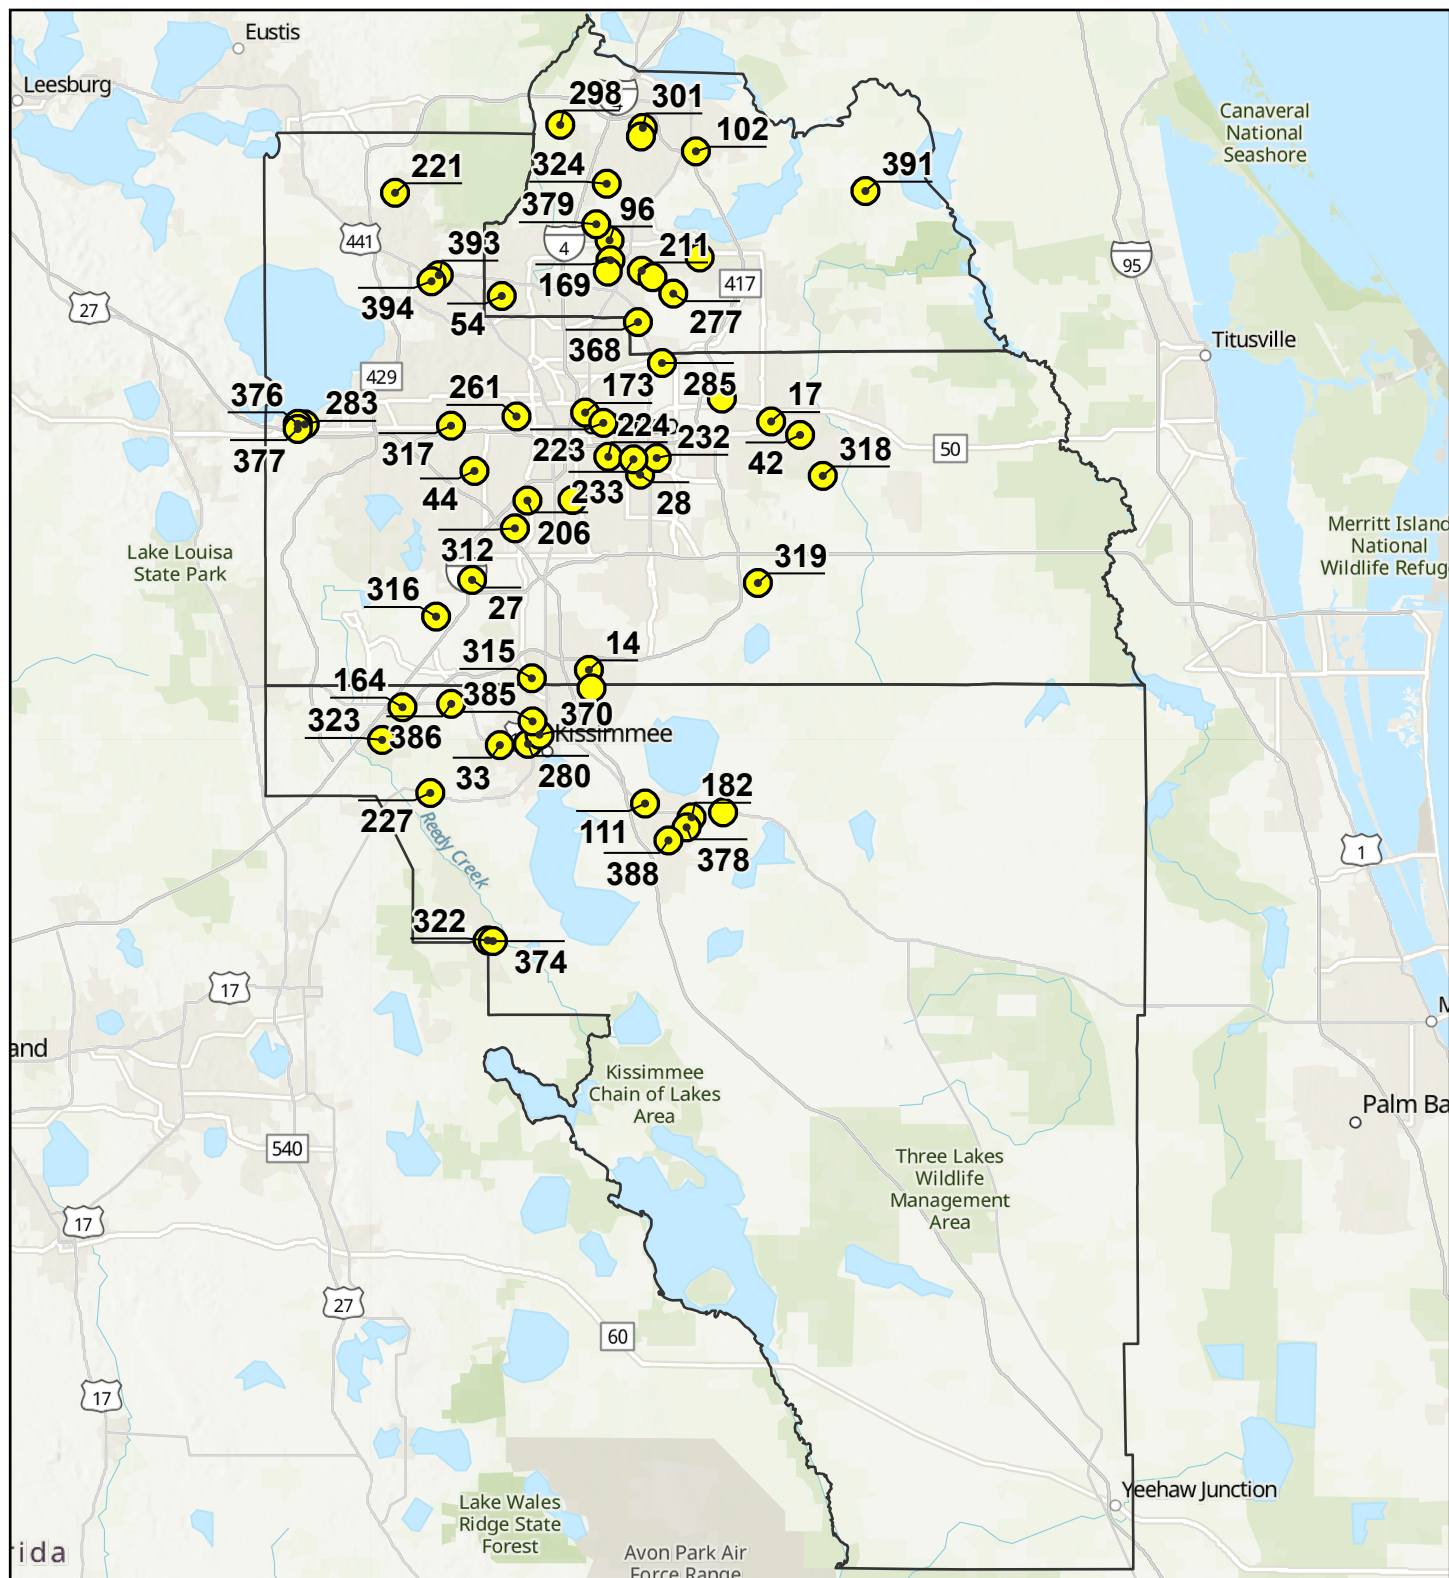 Eustis
Leesburg
298
301
102
Canaveral
National
Seashore
324
391
221
379
96
441
393
4
211
95
169
417
394
27
54
277
368
Titusville
429
261
173
285
17
376
283
224
317
223
232
42
50
377
318
44
233
28
206
Merritt Island
National
Wildlife Refug
Lake Louisa
State Park
312
319
316
27
14
315
164
385
370
323
386
Kissimmee
33
280
182
227
111
Reedy Creek
388
378
1
322
374
17
M
and
Kissimmee
Chain of Lakes
Area
Palm Ba
540
Three Lakes
Wildlife
Management
Area
17
27
60
17
Yeehaw Junction
Lake Wales
Ridge State
Forest
rida
Avon Park Air
Force Range